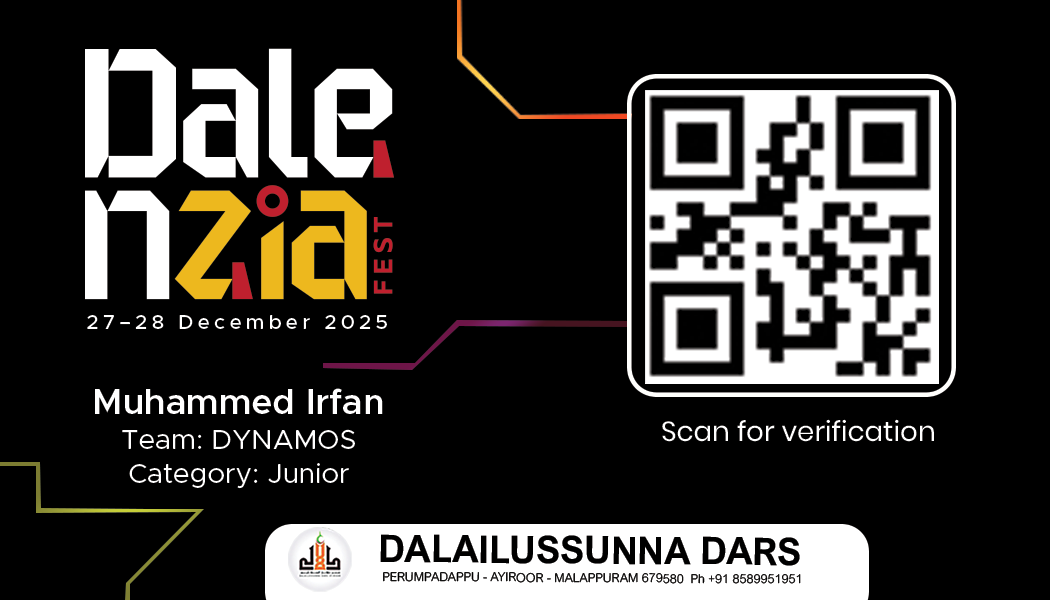 Dale
nzia
FEST
27–28 December 2025
Muhammed Irfan
Team: DYNAMOS
Category: Junior
Scan for verification
DALAILUSSUNNA DARS
PERUMPADAPPU - AYIROOR - MALAPPURAM 679580 Ph +91 8589951951